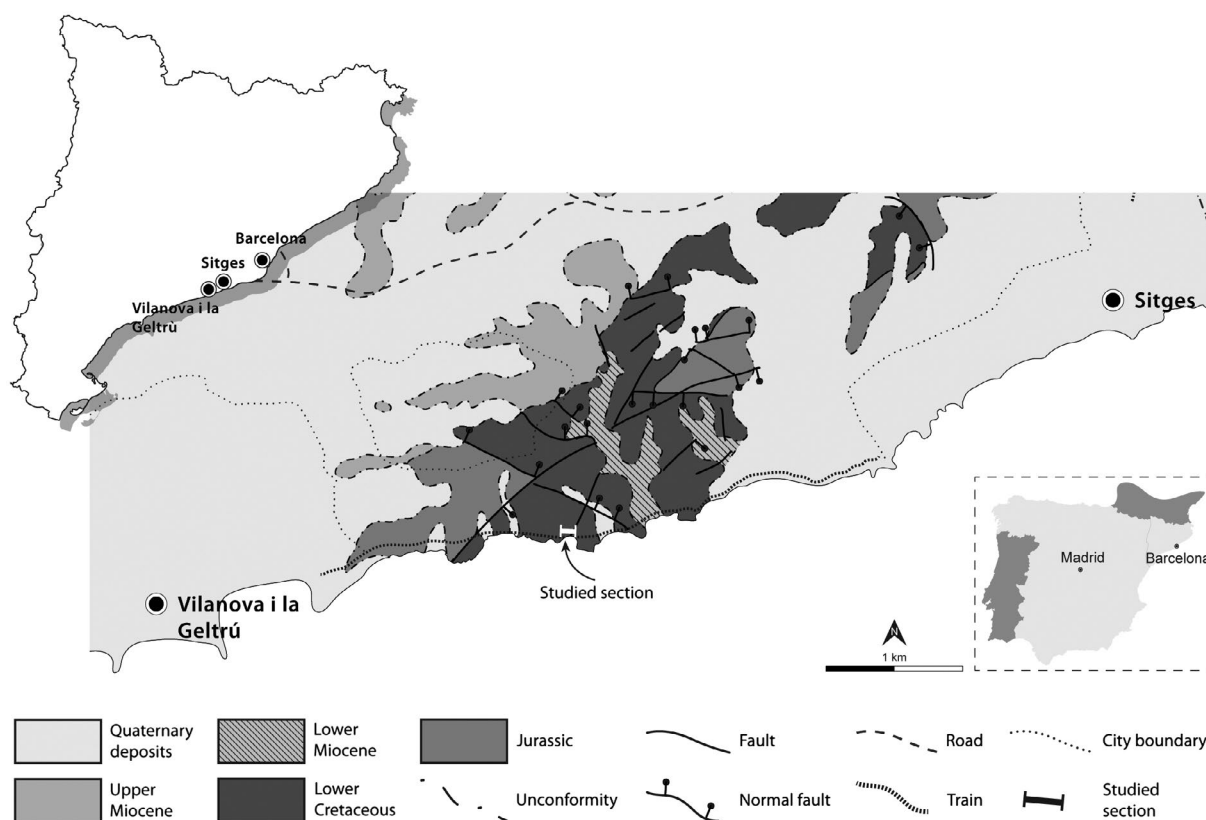 Barcelona
Sitges
Vilanova i la
Geltrù
Sitges
Studied section
Vilanova i la
Geltrú
N
1 km
Madrid
Barcelona
Quaternary
deposits
Lower
Miocene
Jurassic
Fault
Road
City boundary
Upper
Miocene
Lower
Cretaceous
Unconformity
Normal fault
Train
Studied
section